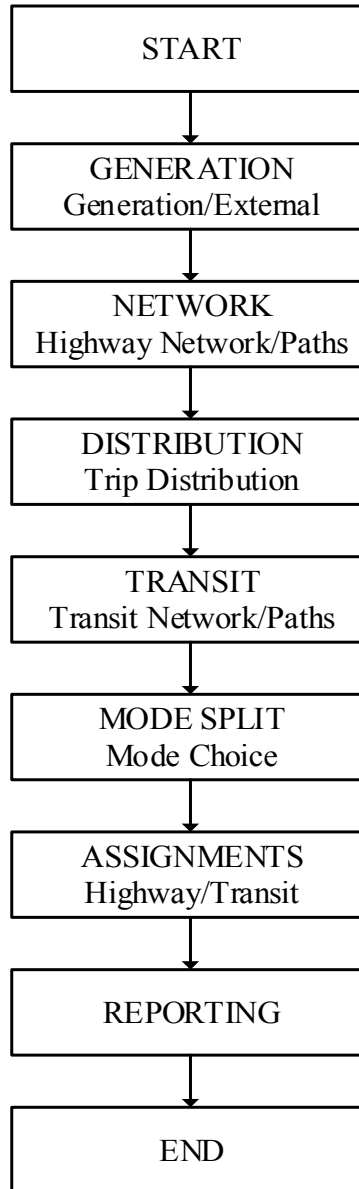 START
GENERATION
Generation/External
NETWORK
Highway Network/Paths
DISTRIBUTION
Trip Distribution
TRANSIT
Transit Network/Paths
MODE SPLIT
Mode Choice
ASSIGNMENTS
Highway/Transit
REPORTING
END